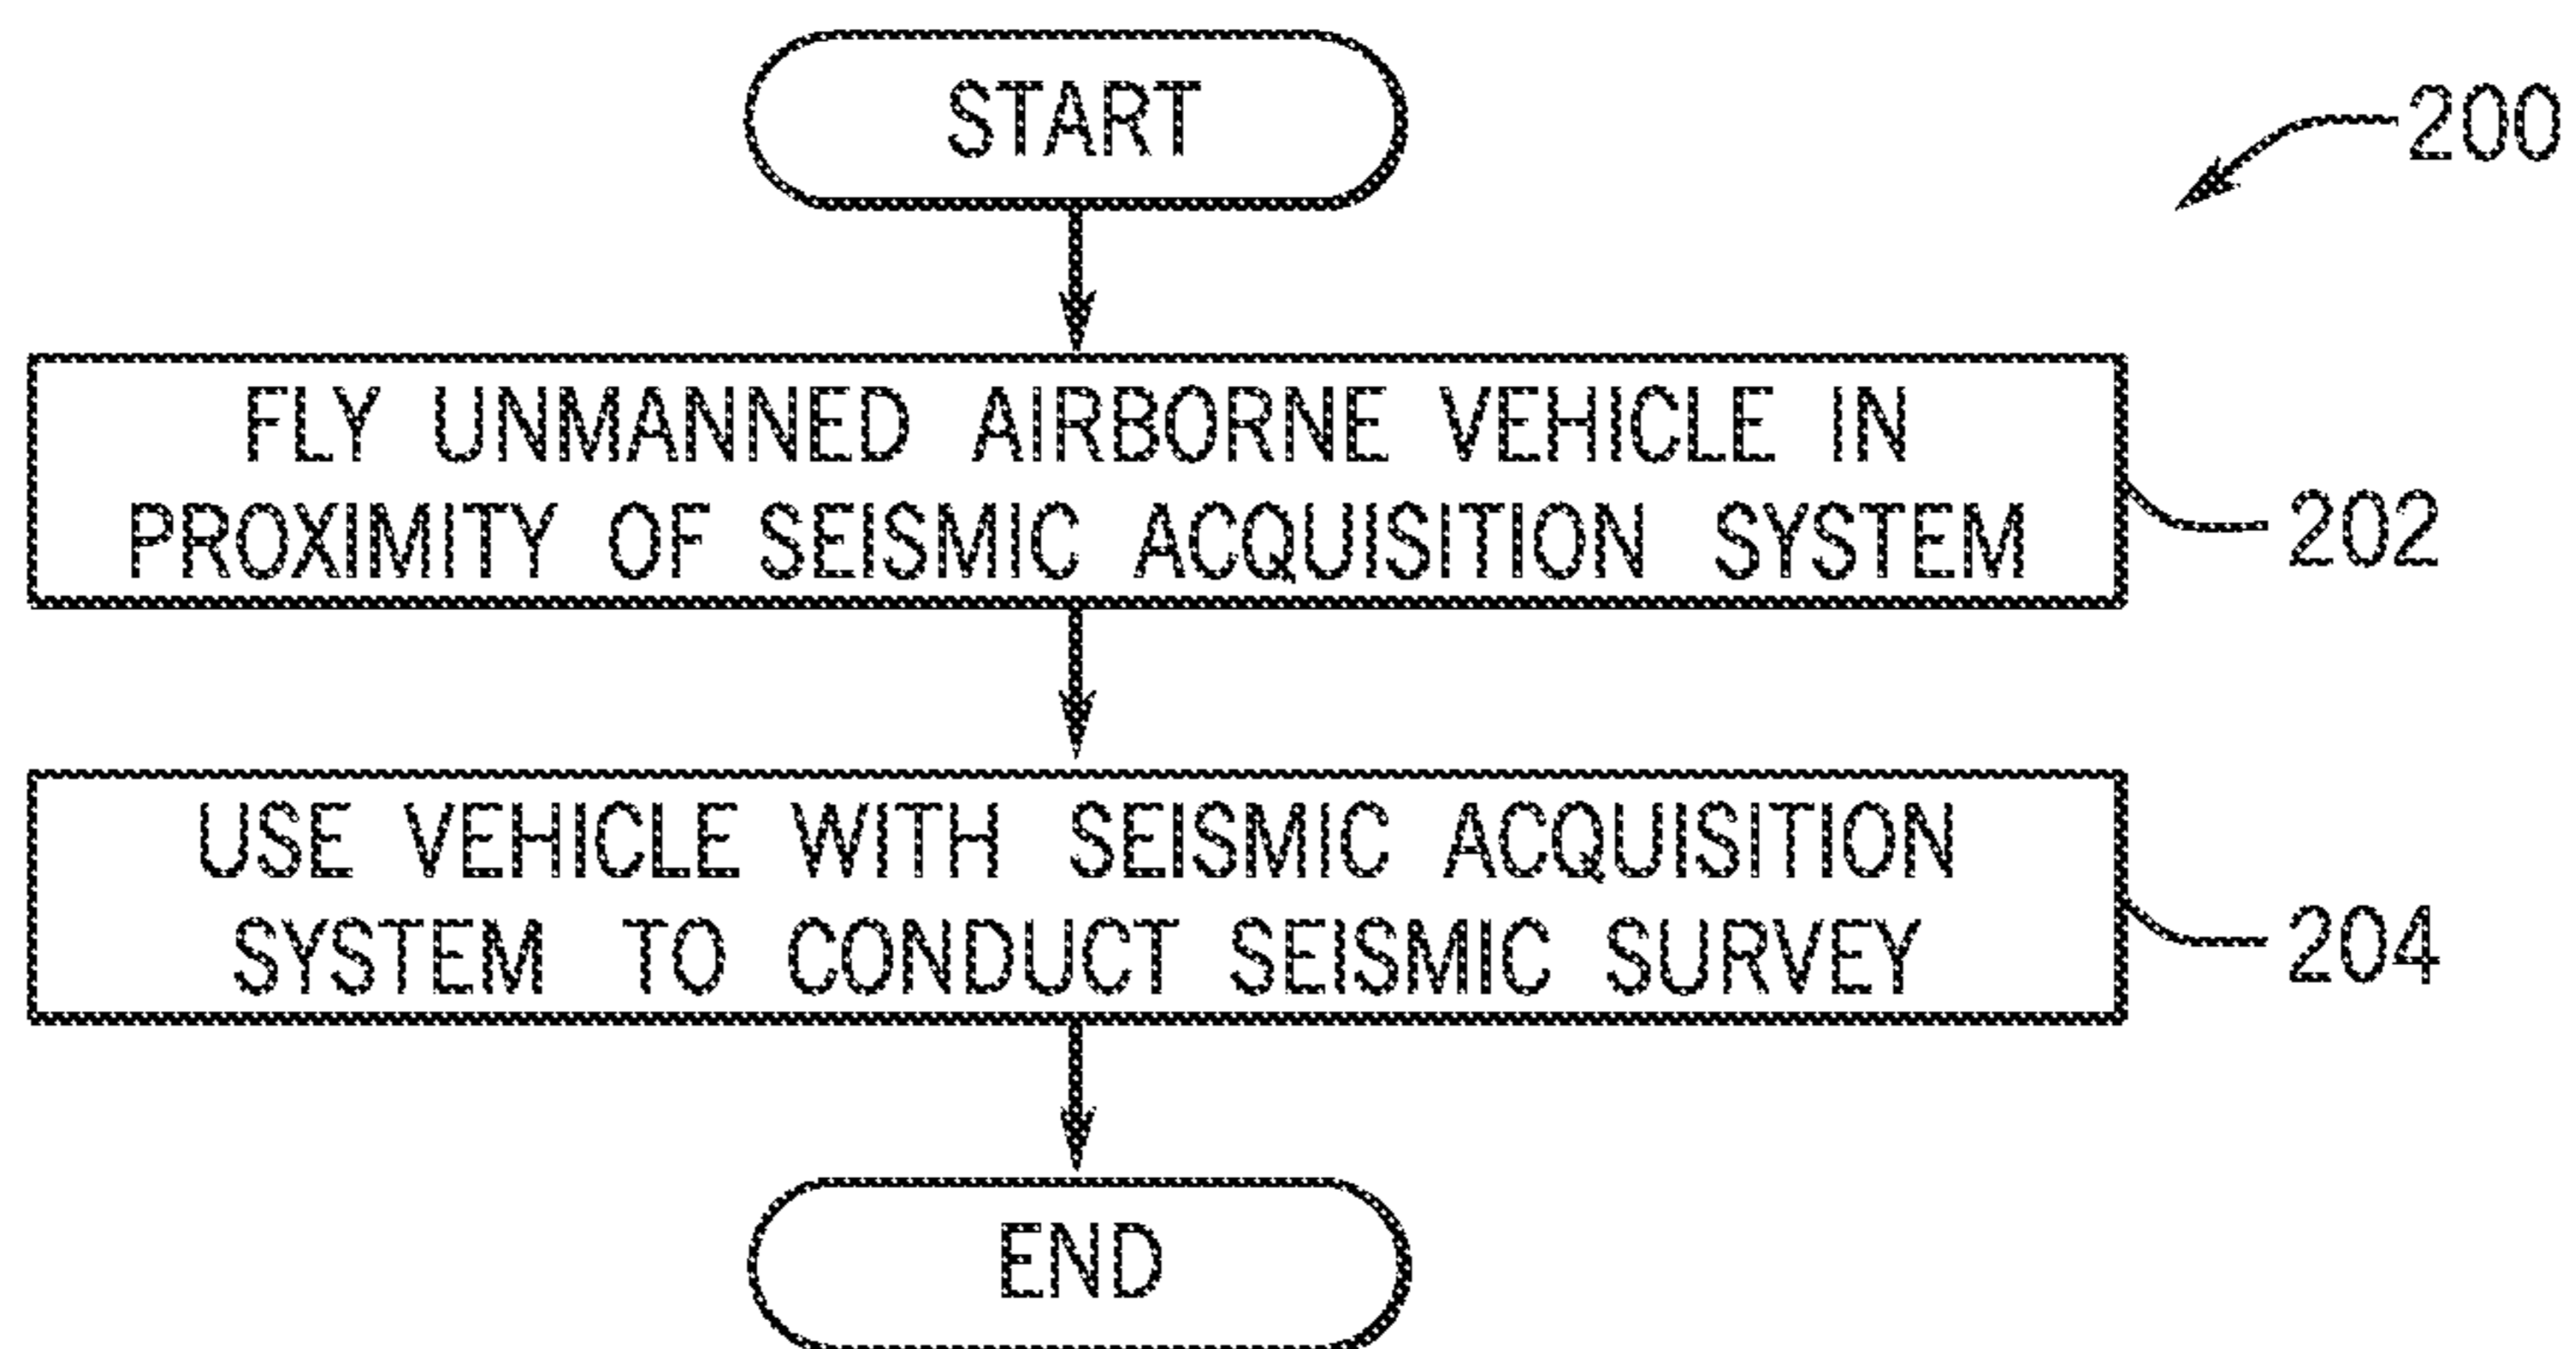 START
200
FLY UNMANNED AIRBORNE VEHICLE IN
PROXIMITY OF SEISMIC ACQUISITION SYSTEM
202
USE VEHICLE WITH SEISMIC ACQUISITION
SYSTEM TO CONDUCT SEISMIC SURVEY
204
END